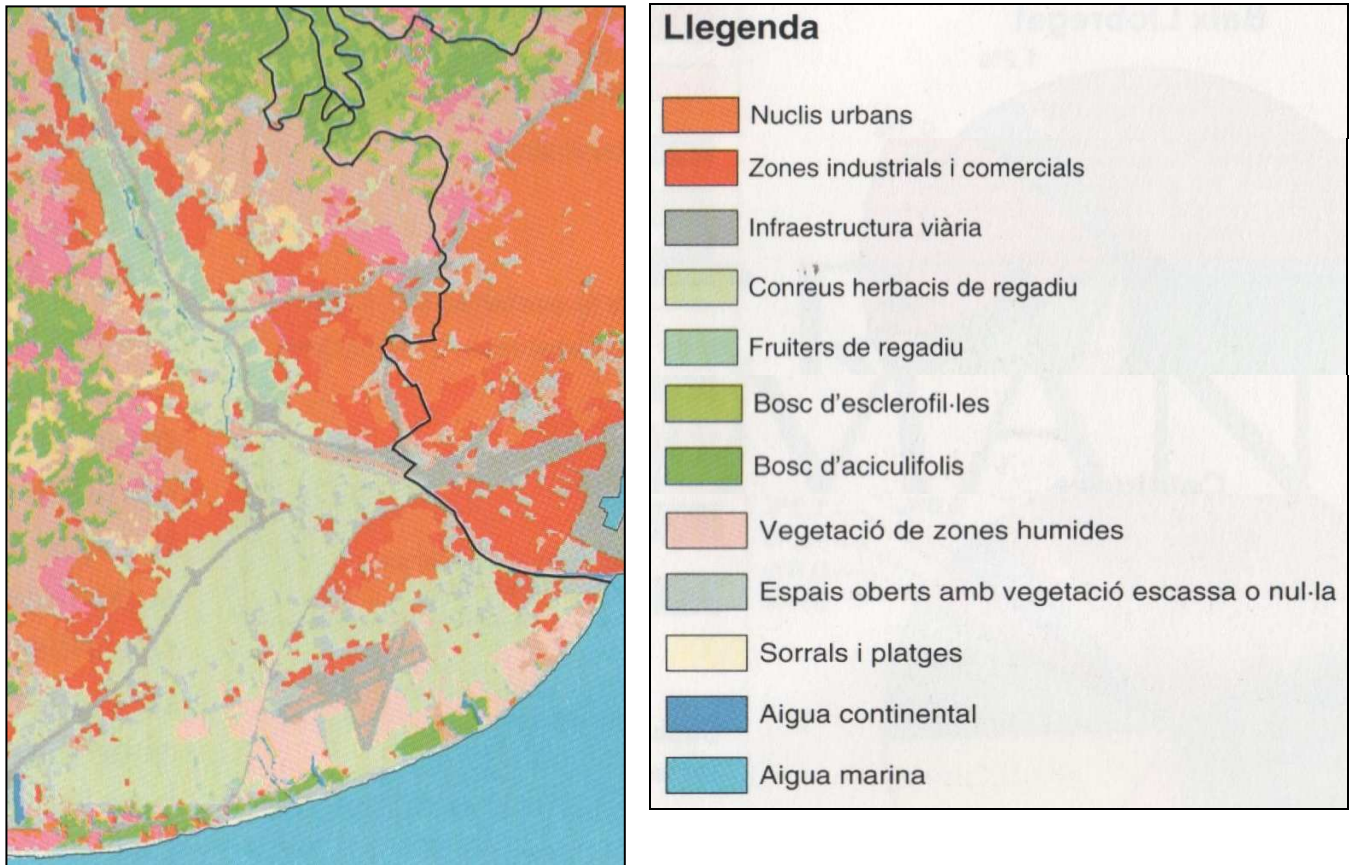 Llegenda
Nuclis urbans
Zones industrials i comercials
Infraestructura viària
Conreus herbacis de regadiu
Fruiters de regadiu
Bosc d'esclerofil·les
Bosc d'aciculifolis
Vegetació de zones humides
Espais oberts amb vegetació escassa o nul·la
Sorrals i platges
Aigua continental
Aigua marina